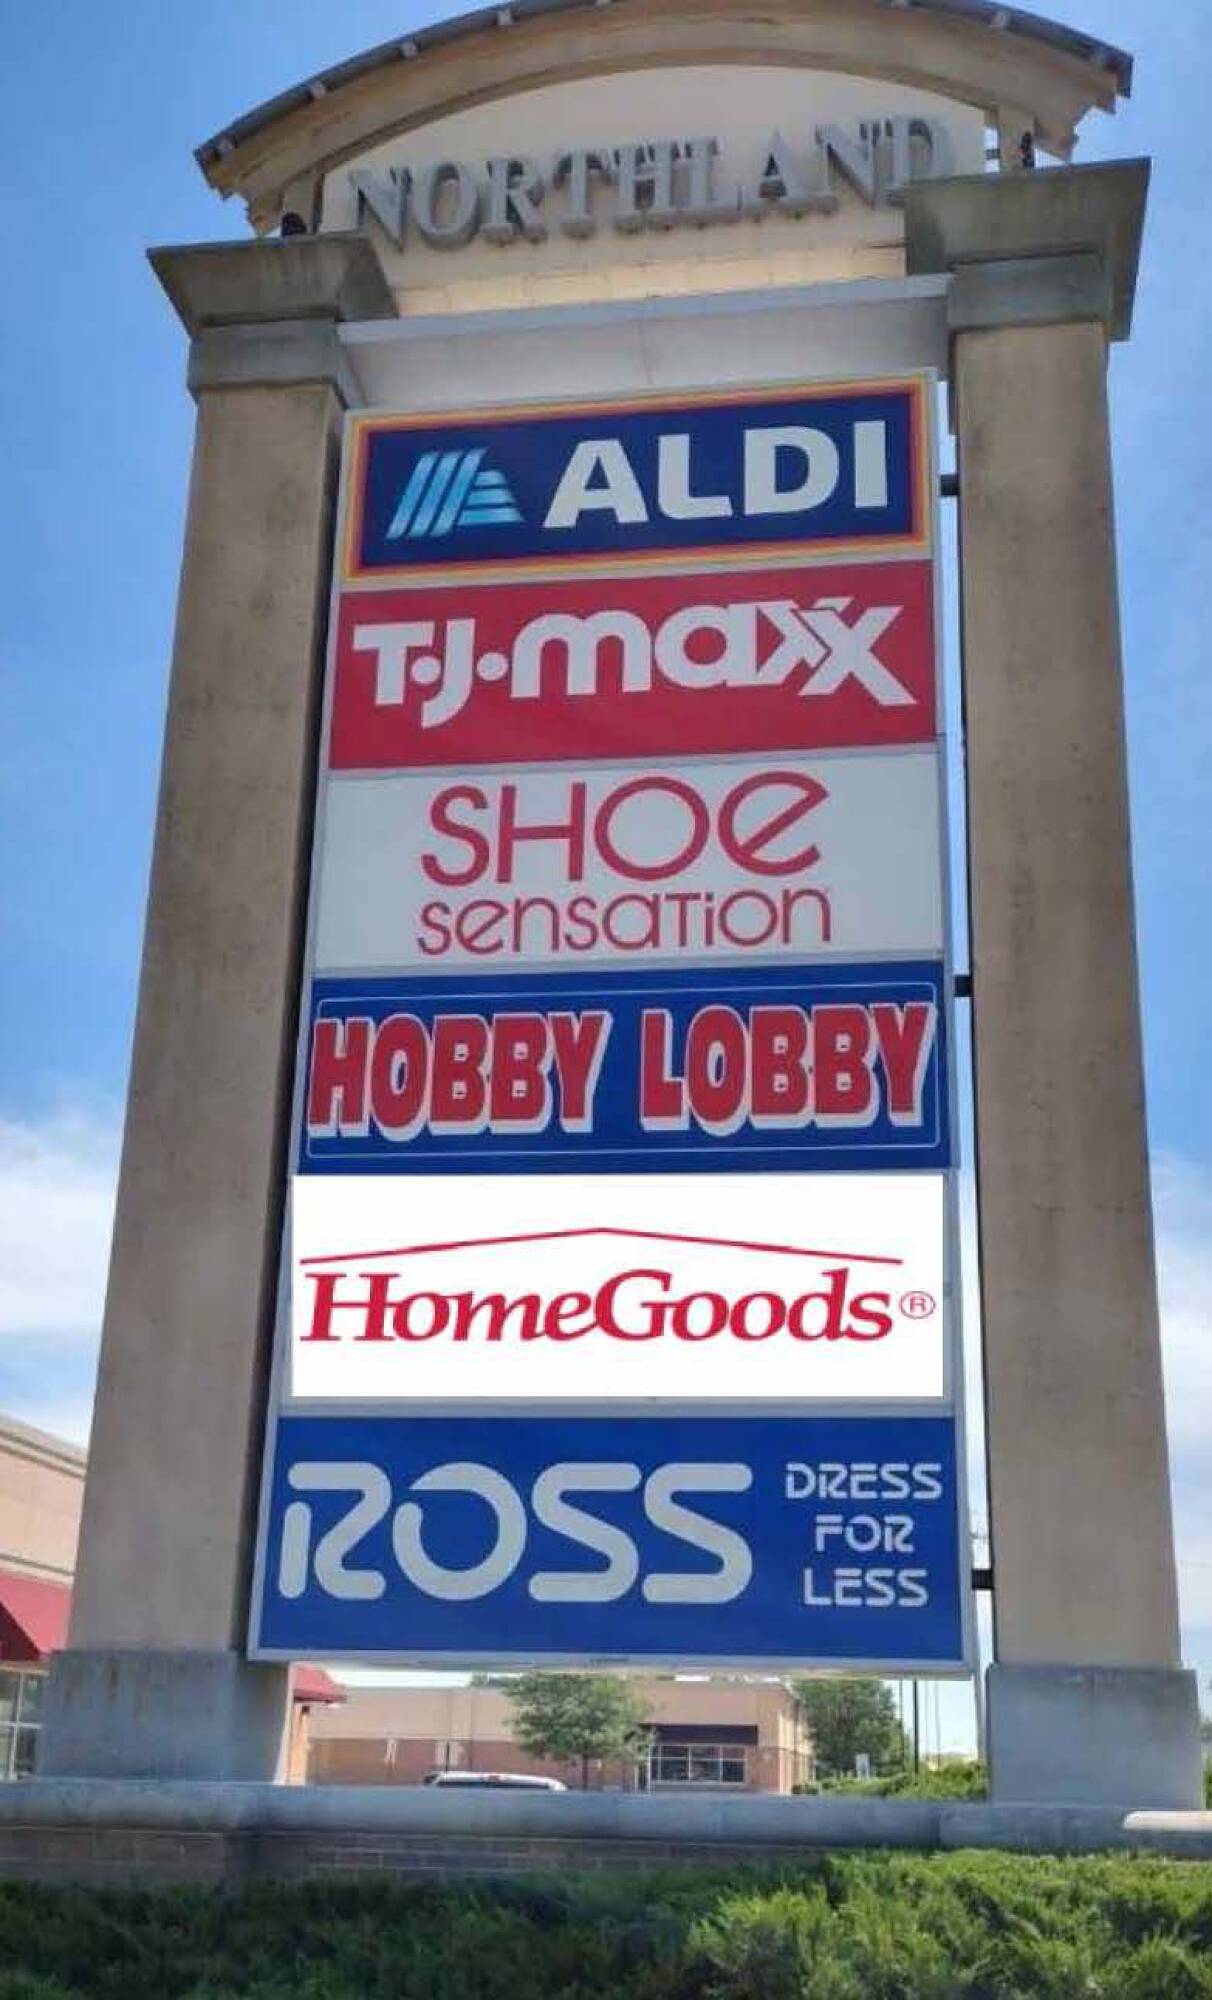 NORTHLAND
ALDI
T•J•maxx
SHOe
sensaTion
HOBBY LOBBY
HomeGoods®
ROSS
DRESS
FOR
LESS